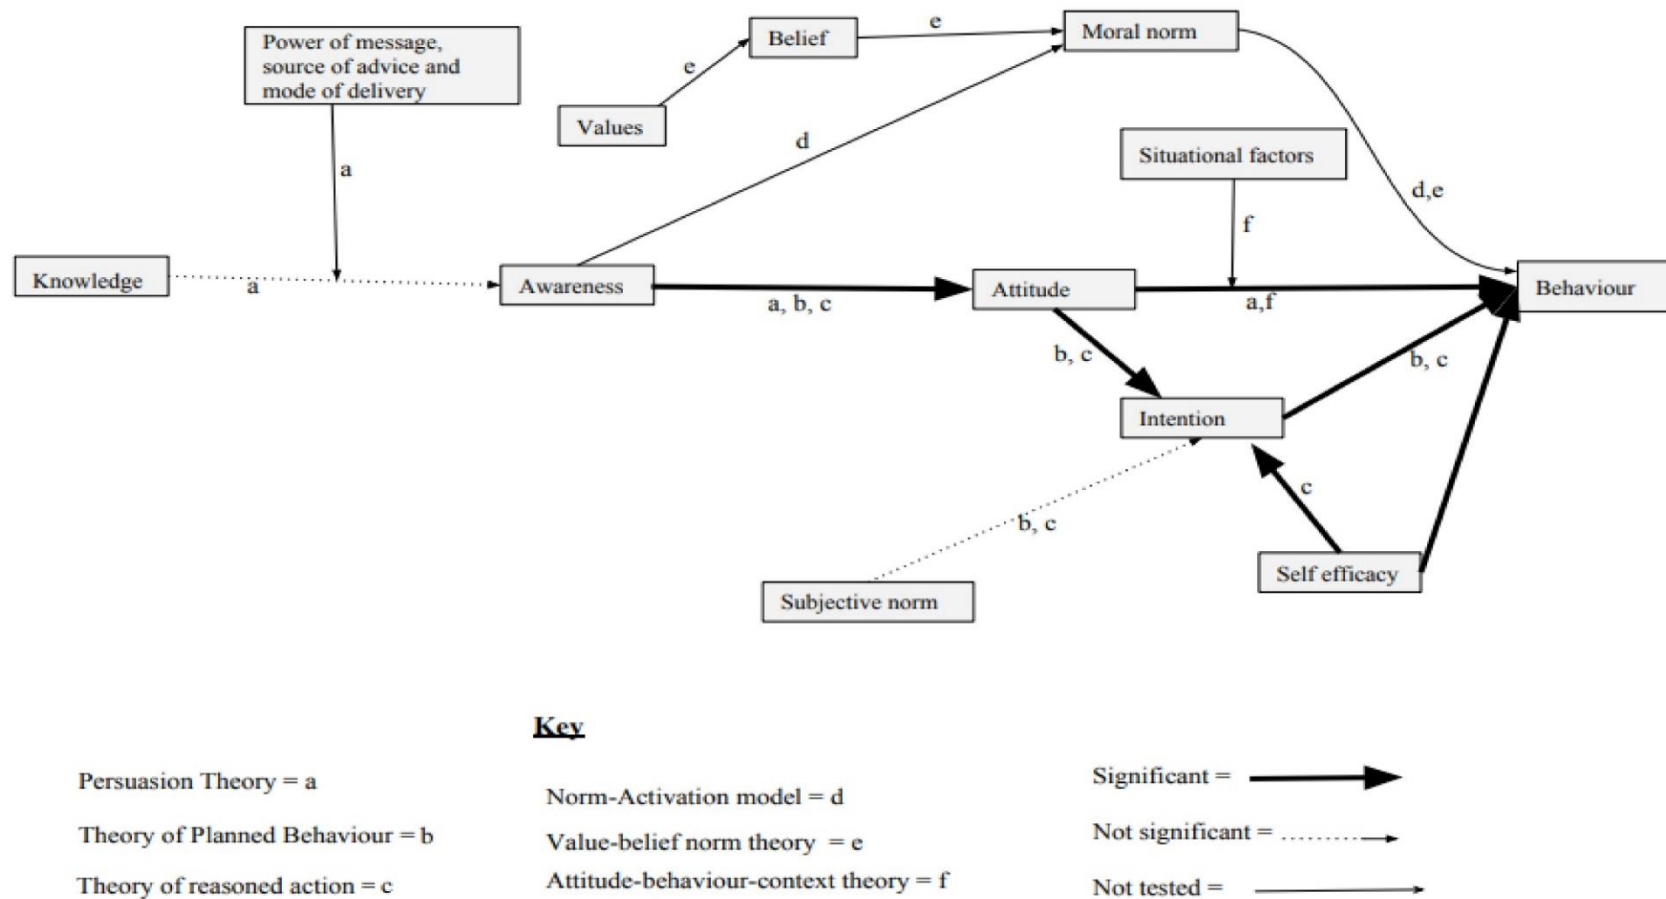 Power of message,
source of advice and
mode of delivery
Belief
e
Moral norm
e
Values
d
Situational factors
a
d,e
f
Knowledge
a
Awareness
a, b, c
Attitude
a,f
Behaviour
b, c
b, c
Intention
c
b, c
Self efficacy
Subjective norm
Key
Persuasion Theory = a
Theory of Planned Behaviour = b
Theory of reasoned action = c
Norm-Activation model = d
Value-belief norm theory = e
Attitude-behaviour-context theory = f
Significant =
Not significant =
Not tested =